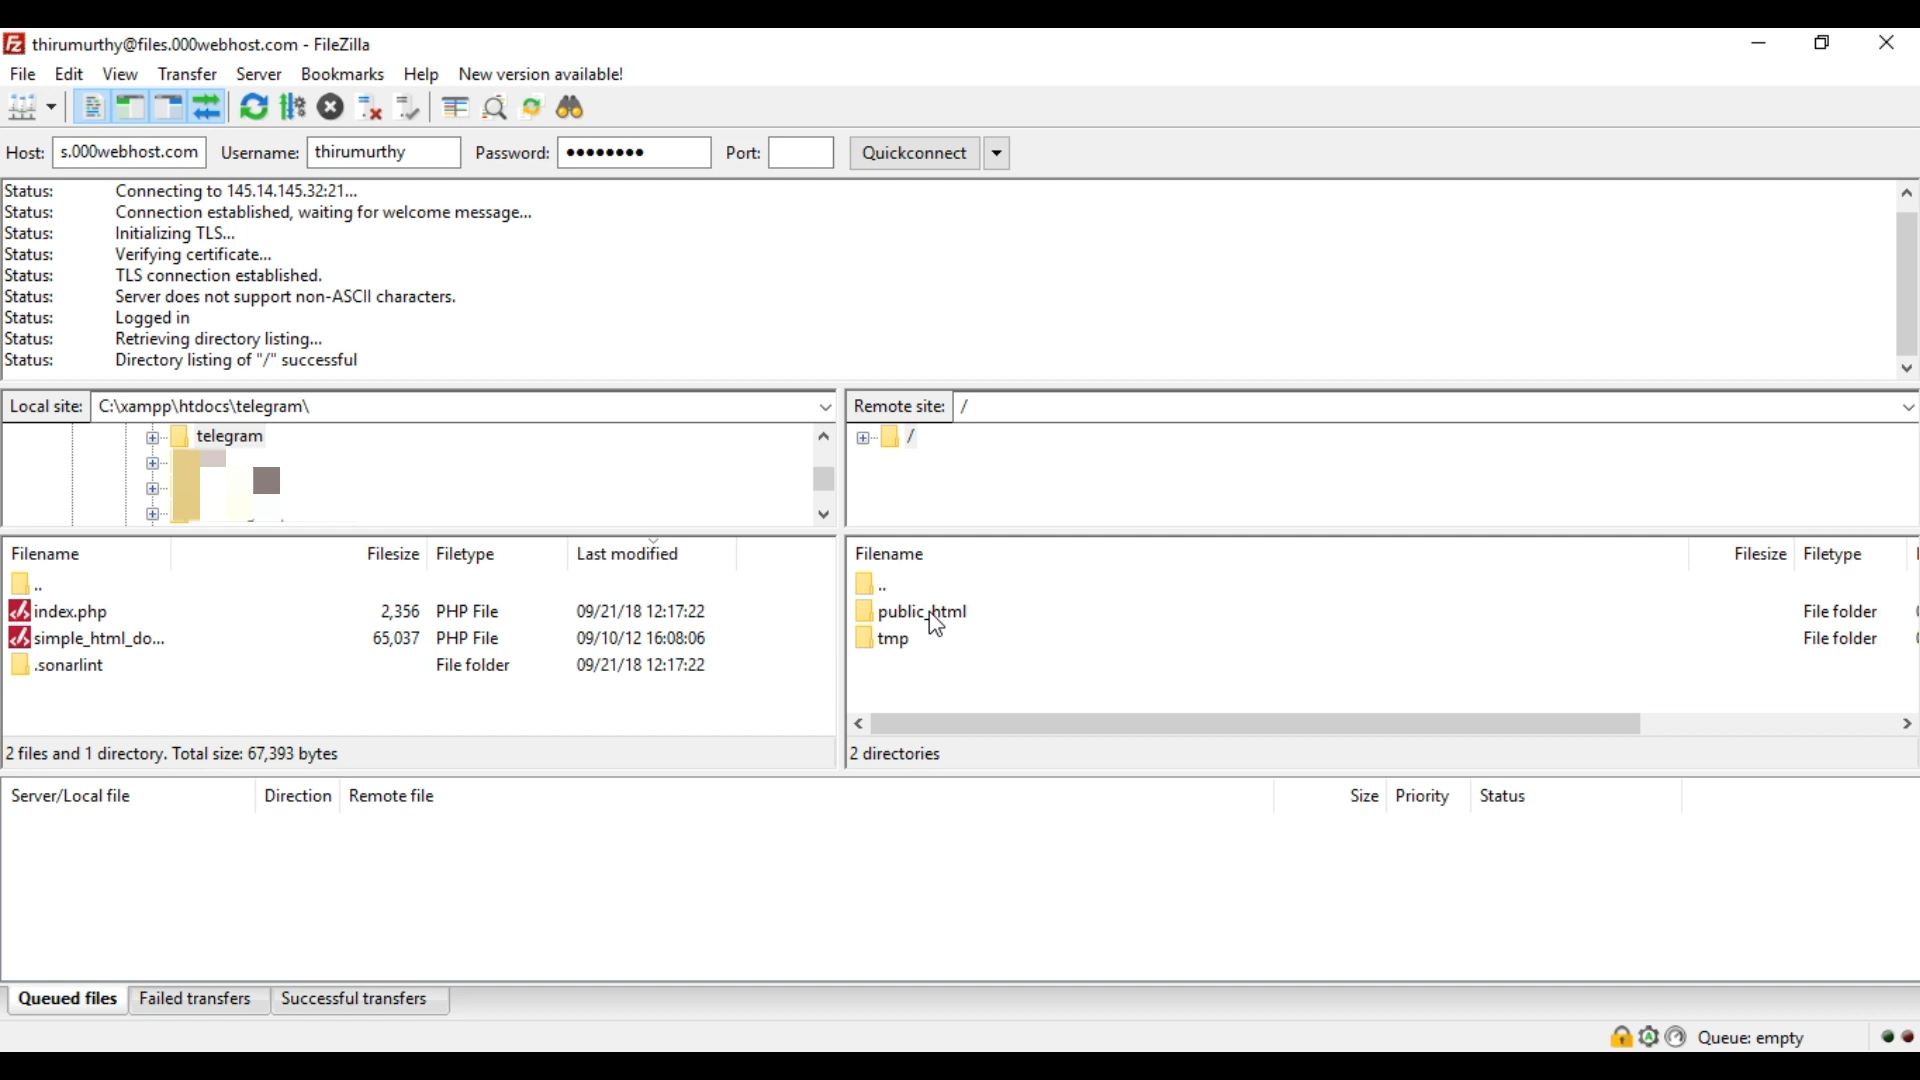 thirumurthy@files.000webhost.com - FileZilla
File Edit View Transfer Server Bookmarks Help New version available!
Host: s.000webhost.com Username: thirumurthy Password: ●●●●●●●● Port: Quickconnect
Status: Connecting to 145.14.145.32:21...
Status: Connection established, waiting for welcome message...
Status: Initializing TLS...
Status: Verifying certificate...
Status: TLS connection established.
Status: Server does not support non-ASCII characters.
Status: Logged in
Status: Retrieving directory listing...
Status: Directory listing of "/" successful
Local site: C:\xampp\htdocs\telegram\
telegram
Remote site: /
/
Filename Filesize Filetype Last modified
..
index.php 2,356 PHP File 09/21/18 12:17:22
simple_html_do... 65,037 PHP File 09/10/12 16:08:06
.sonarlint File folder 09/21/18 12:17:22
2 files and 1 directory. Total size: 67,393 bytes
Filename Filesize Filetype
..
public_html File folder
tmp File folder
2 directories
Server/Local file Direction Remote file Size Priority Status
Queued files Failed transfers Successful transfers
Queue: empty